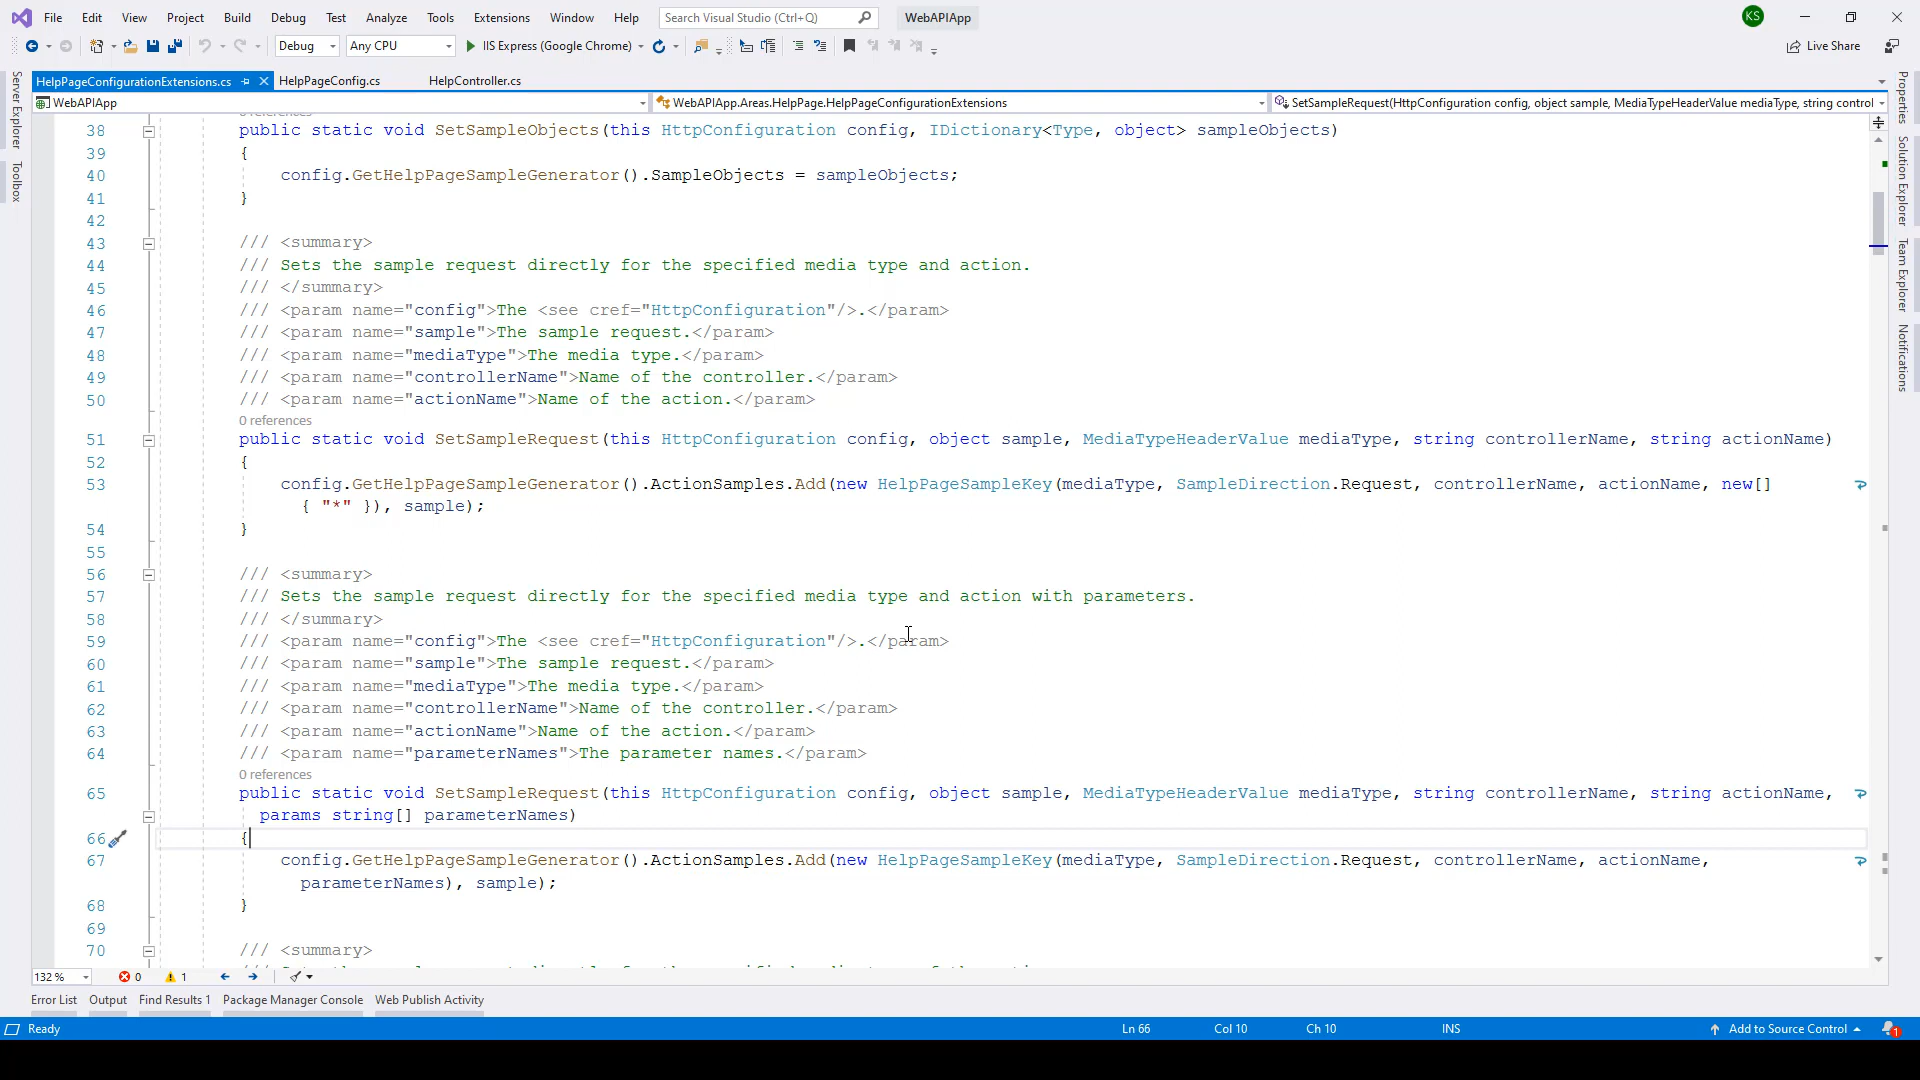 File Edit View Project Build Debug Test Analyze Tools Extensions Window Help Search Visual Studio (Ctrl+Q) WebAPIApp KS
Debug Any CPU IIS Express (Google Chrome) Live Share
HelpPageConfigurationExtensions.cs HelpPageConfig.cs HelpController.cs
WebAPIApp WebAPIApp.Areas.HelpPage.HelpPageConfigurationExtensions SetSampleRequest(HttpConfiguration config, object sample, MediaTypeHeaderValue mediaType, string control
Server Explorer
Toolbox
38 public static void SetSampleObjects(this HttpConfiguration config, IDictionary<Type, object> sampleObjects)
39 {
40 config.GetHelpPageSampleGenerator().SampleObjects = sampleObjects;
41 }
42
43 /// <summary>
44 /// Sets the sample request directly for the specified media type and action.
45 /// </summary>
46 /// <param name="config">The <see cref="HttpConfiguration"/>.</param>
47 /// <param name="sample">The sample request.</param>
48 /// <param name="mediaType">The media type.</param>
49 /// <param name="controllerName">Name of the controller.</param>
50 /// <param name="actionName">Name of the action.</param>
0 references
51 public static void SetSampleRequest(this HttpConfiguration config, object sample, MediaTypeHeaderValue mediaType, string controllerName, string actionName)
52 {
53 config.GetHelpPageSampleGenerator().ActionSamples.Add(new HelpPageSampleKey(mediaType, SampleDirection.Request, controllerName, actionName, new[]
{ "*" }), sample);
54 }
55
56 /// <summary>
57 /// Sets the sample request directly for the specified media type and action with parameters.
58 /// </summary>
59 /// <param name="config">The <see cref="HttpConfiguration"/>.</param>
60 /// <param name="sample">The sample request.</param>
61 /// <param name="mediaType">The media type.</param>
62 /// <param name="controllerName">Name of the controller.</param>
63 /// <param name="actionName">Name of the action.</param>
64 /// <param name="parameterNames">The parameter names.</param>
0 references
65 public static void SetSampleRequest(this HttpConfiguration config, object sample, MediaTypeHeaderValue mediaType, string controllerName, string actionName,
params string[] parameterNames)
66 {
67 config.GetHelpPageSampleGenerator().ActionSamples.Add(new HelpPageSampleKey(mediaType, SampleDirection.Request, controllerName, actionName,
parameterNames), sample);
68 }
69
70 /// <summary>
Properties
Solution Explorer
Team Explorer
Notifications
132 % 0 1
Error List Output Find Results 1 Package Manager Console Web Publish Activity
Ready Ln 66 Col 10 Ch 10 INS Add to Source Control 1